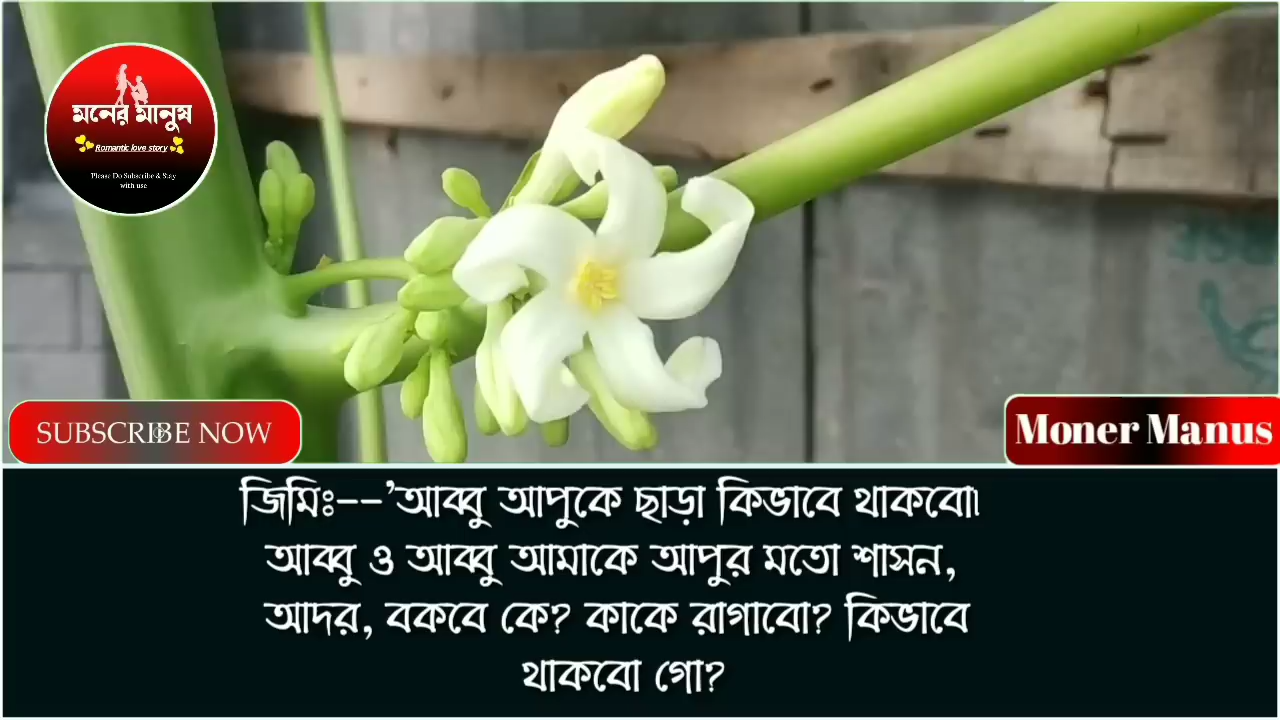 মনের মানুষ
Romantic love story
Please Do Subscribe & Stay
with use
SUBSCRIBE NOW
Moner Manus
জিমিঃ--’আব্বু আপুকে ছাড়া কিভাবে থাকবো।
আব্বু ও আব্বু আমাকে আপুর মতো শাসন,
আদর, বকবে কে? কাকে রাগাবো? কিভাবে
থাকবো গো?